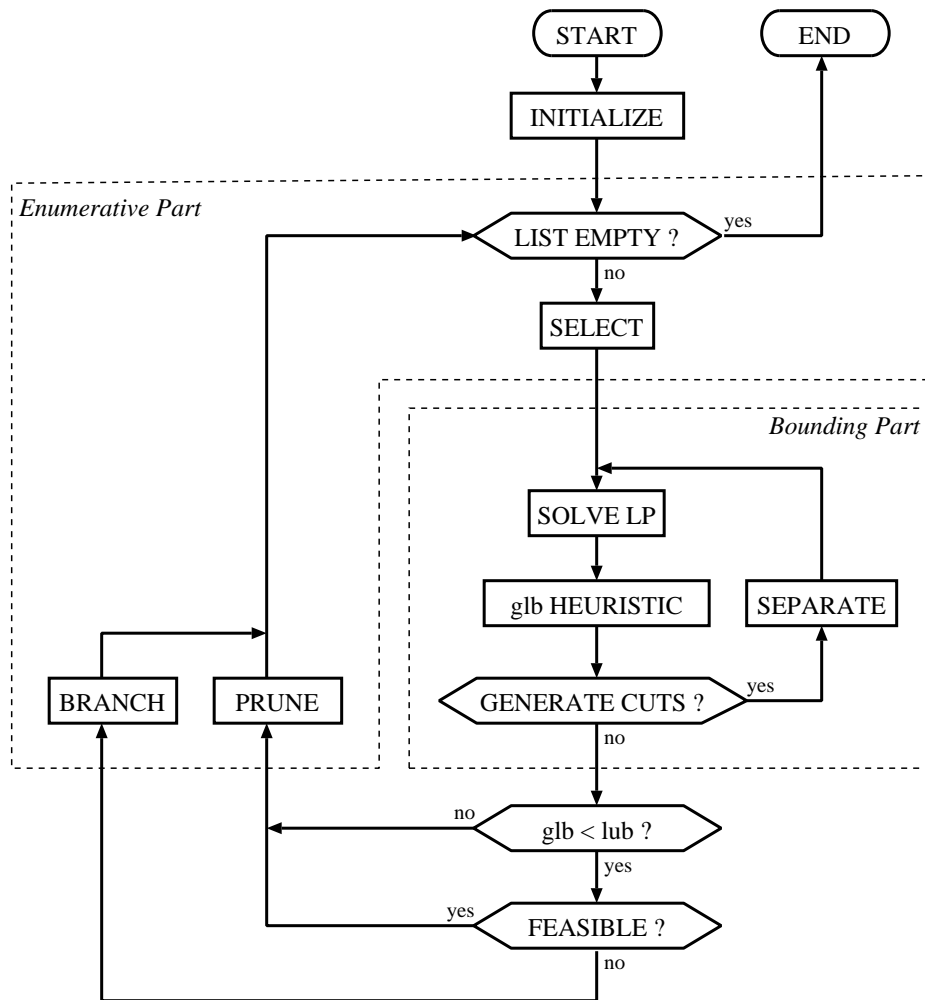 START
END
INITIALIZE
Enumerative Part
LIST EMPTY ?
yes
no
SELECT
Bounding Part
SOLVE LP
glb HEURISTIC
SEPARATE
BRANCH
PRUNE
GENERATE CUTS ?
yes
no
no
glb < lub ?
yes
yes
FEASIBLE ?
no